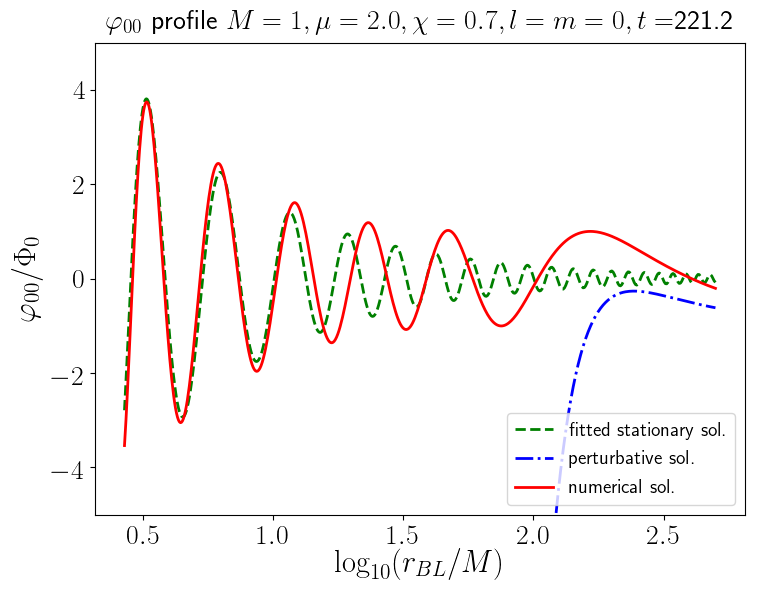 φ₀₀ profile M = 1, μ = 2.0, χ = 0.7, l = m = 0, t =221.2
φ₀₀/Φ₀
4
2
0
−2
−4
fitted stationary sol.
perturbative sol.
numerical sol.
0.5 1.0 1.5 2.0 2.5
log₁₀(r_BL/M)